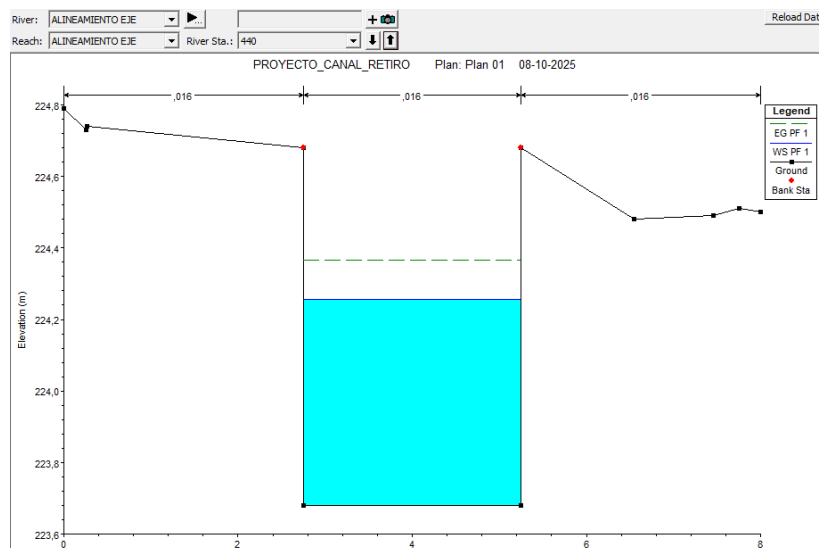 River: ALINEAMIENTO EJE ... + Reload Dat
Reach: ALINEAMIENTO EJE River Sta.: 440
PROYECTO_CANAL_RETIRO Plan: Plan 01 08-10-2025
,016 ,016 ,016
224,8
224,6
224,4
224,2
224,0
223,8
223,6
Elevation (m)
0 2 4 6 8
Legend
EG PF 1
WS PF 1
Ground
Bank Sta